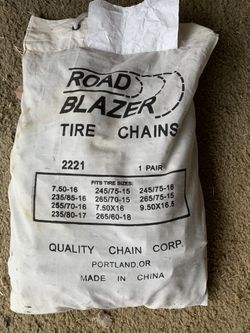 ROAD
BLAZER
TIRE CHAINS
2221 1 PAIR
FITS TIRE SIZES:
7.50-16 245/75-15 245/75-16
235/85-16 265/70-15 265/75-15
255/70-16 7.50X16 9.50X16.5
235/80-17 265/60-18
QUALITY CHAIN CORP.
PORTLAND, OR
MADE IN CHINA